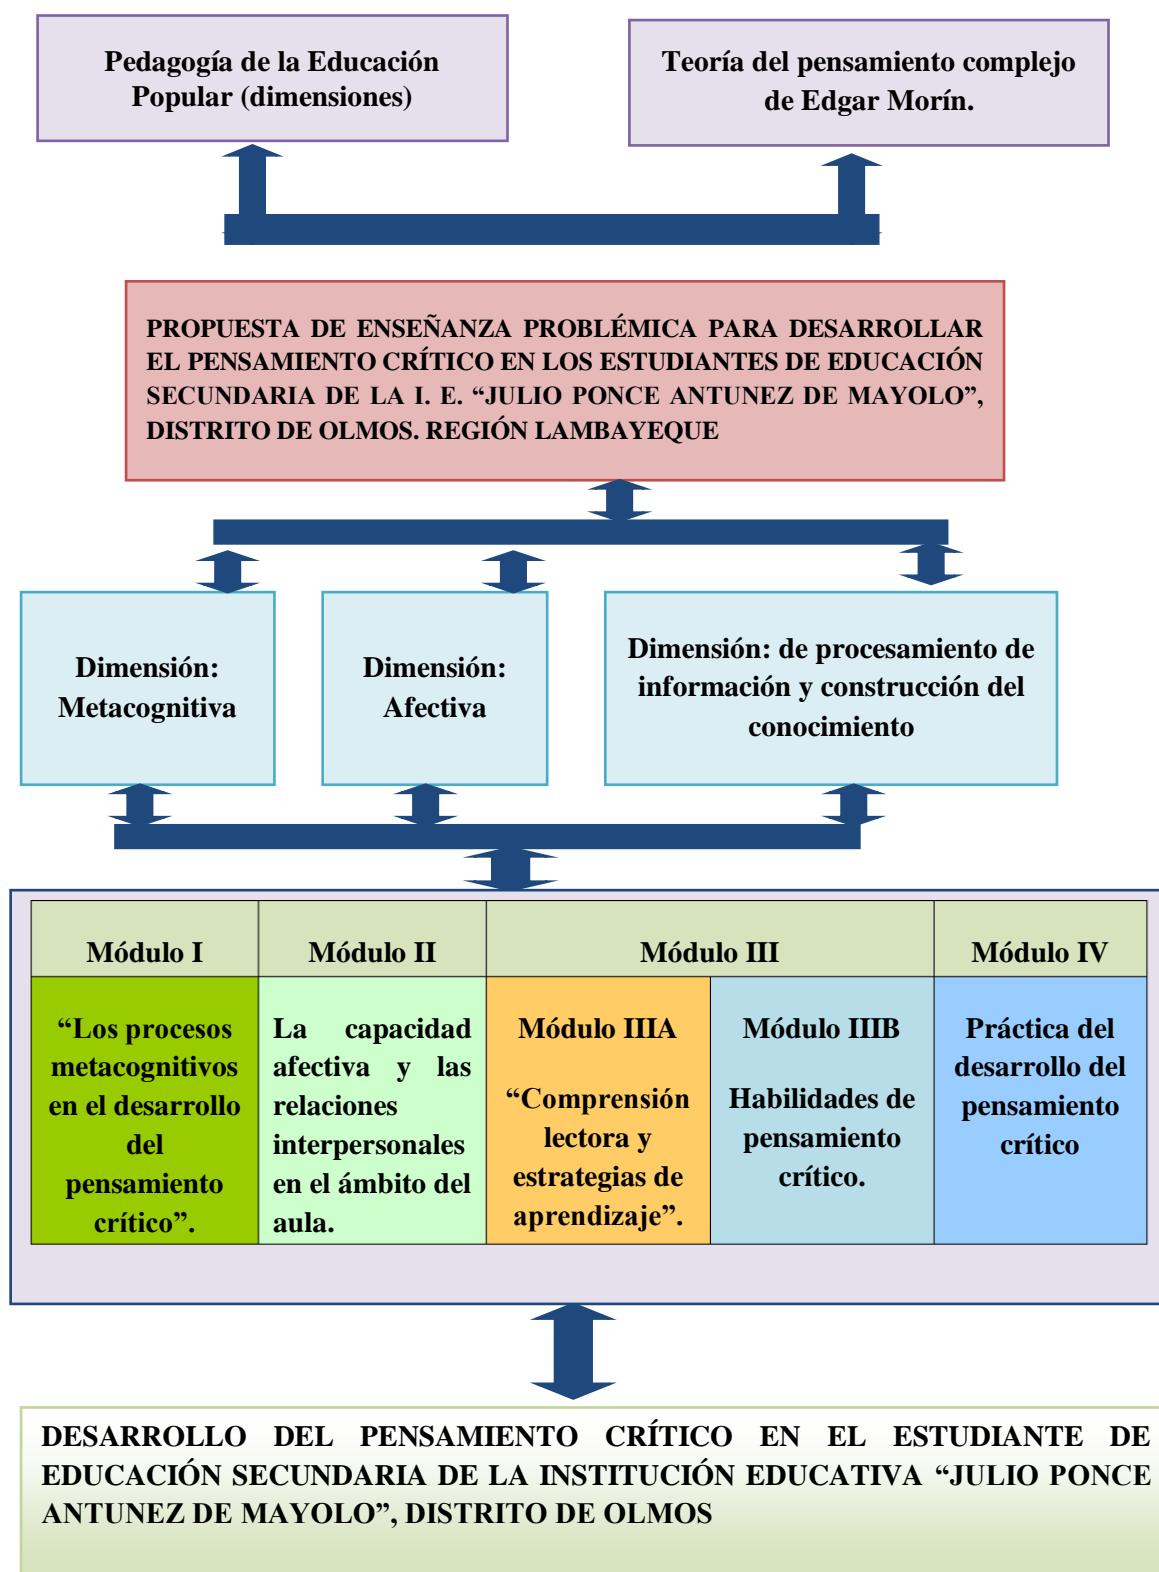 Pedagogía de la Educación
Popular (dimensiones)
Teoría del pensamiento complejo
de Edgar Morín.
PROPUESTA DE ENSEÑANZA PROBLÉMICA PARA DESARROLLAR
EL PENSAMIENTO CRÍTICO EN LOS ESTUDIANTES DE EDUCACIÓN
SECUNDARIA DE LA I. E. “JULIO PONCE ANTUNEZ DE MAYOLO”,
DISTRITO DE OLMOS. REGIÓN LAMBAYEQUE
Dimensión:
Metacognitiva
Dimensión:
Afectiva
Dimensión: de procesamiento de
información y construcción del
conocimiento
Módulo I
Módulo II
Módulo III
Módulo IV
“Los procesos
metacognitivos
en el desarrollo
del
pensamiento
crítico”.
La capacidad
afectiva y las
relaciones
interpersonales
en el ámbito del
aula.
Módulo IIIA
“Comprensión
lectora y
estrategias de
aprendizaje”.
Módulo IIIB
Habilidades de
pensamiento
crítico.
Práctica del
desarrollo del
pensamiento
crítico
DESARROLLO DEL PENSAMIENTO CRÍTICO EN EL ESTUDIANTE DE
EDUCACIÓN SECUNDARIA DE LA INSTITUCIÓN EDUCATIVA “JULIO PONCE
ANTUNEZ DE MAYOLO”, DISTRITO DE OLMOS